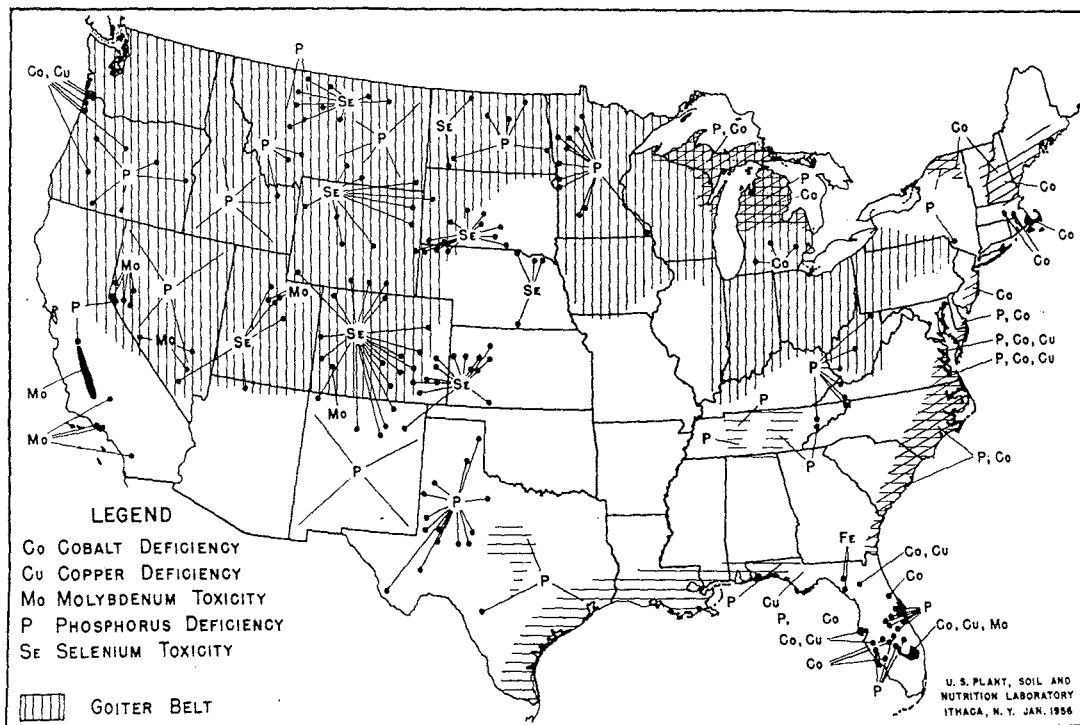 P
Co, Cu
Se
P
P
Se
P
P
P, Co
Co
P
Co
P
P
Se
P
Se
Co
Co
P
Co
Co
Mo
P
Mo
Se
Co
P
Se
Se
P, Co
P, Co, Cu
Mo
P, Co, Cu
P
Mo
Se
P
Mo
P
P
P
P
P, Co
P
Fe
Co, Cu
Co
P
P
P
Cu
P, Co
Co, Cu
Co, Cu, Mo
Co
P
LEGEND
Co COBALT DEFICIENCY
Cu COPPER DEFICIENCY
Mo MOLYBDENUM TOXICITY
P PHOSPHORUS DEFICIENCY
Se SELENIUM TOXICITY
GOITER BELT
U. S. PLANT, SOIL AND
NUTRITION LABORATORY
ITHACA, N. Y. JAN. 1956